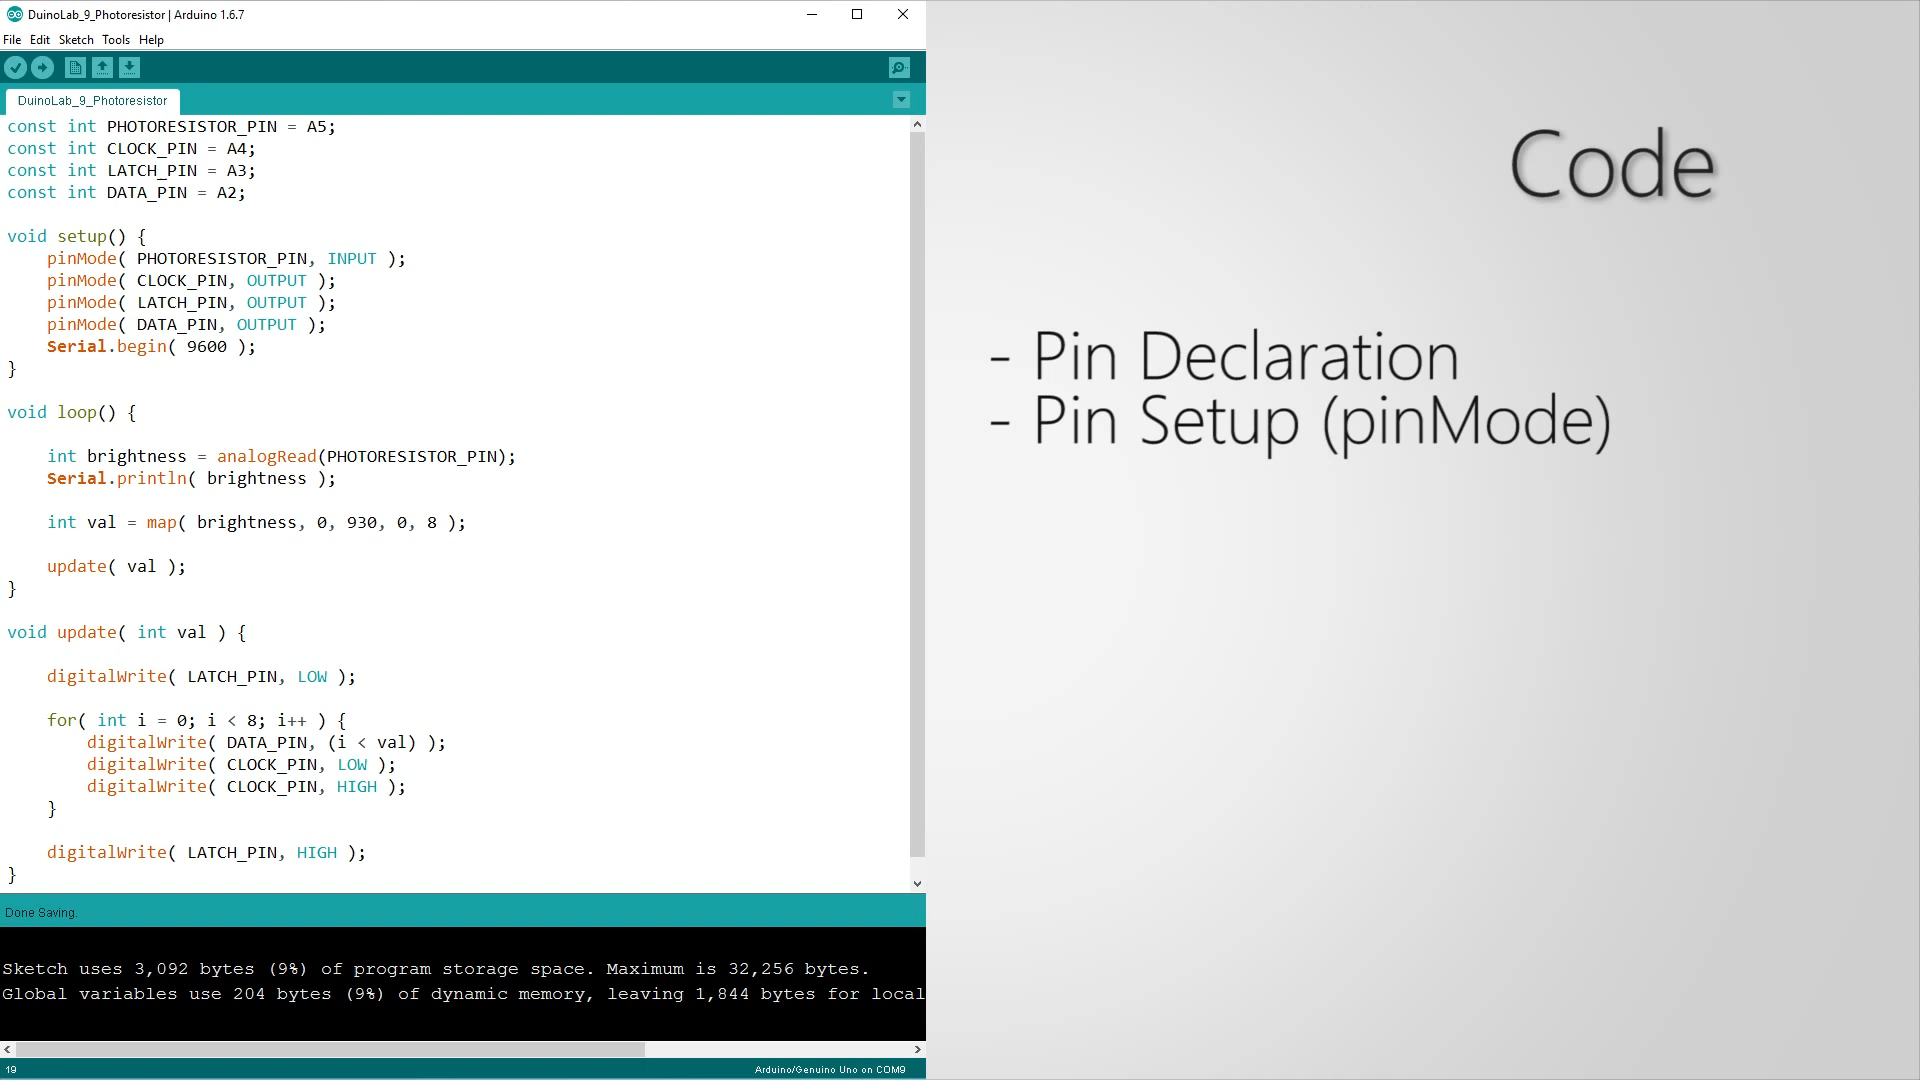 DuinoLab_9_Photoresistor | Arduino 1.6.7
File Edit Sketch Tools Help
DuinoLab_9_Photoresistor
const int PHOTORESISTOR_PIN = A5;
const int CLOCK_PIN = A4;
const int LATCH_PIN = A3;
const int DATA_PIN = A2;
void setup() {
pinMode( PHOTORESISTOR_PIN, INPUT );
pinMode( CLOCK_PIN, OUTPUT );
pinMode( LATCH_PIN, OUTPUT );
pinMode( DATA_PIN, OUTPUT );
Serial.begin( 9600 );
}
void loop() {
int brightness = analogRead(PHOTORESISTOR_PIN);
Serial.println( brightness );
int val = map( brightness, 0, 930, 0, 8 );
update( val );
}
void update( int val ) {
digitalWrite( LATCH_PIN, LOW );
for( int i = 0; i < 8; i++ ) {
digitalWrite( DATA_PIN, (i < val) );
digitalWrite( CLOCK_PIN, LOW );
digitalWrite( CLOCK_PIN, HIGH );
}
digitalWrite( LATCH_PIN, HIGH );
}
Done Saving.
Sketch uses 3,092 bytes (9%) of program storage space. Maximum is 32,256 bytes.
Global variables use 204 bytes (9%) of dynamic memory, leaving 1,844 bytes for local
19
Arduino/Genuino Uno on COM9
Code
- Pin Declaration
- Pin Setup (pinMode)